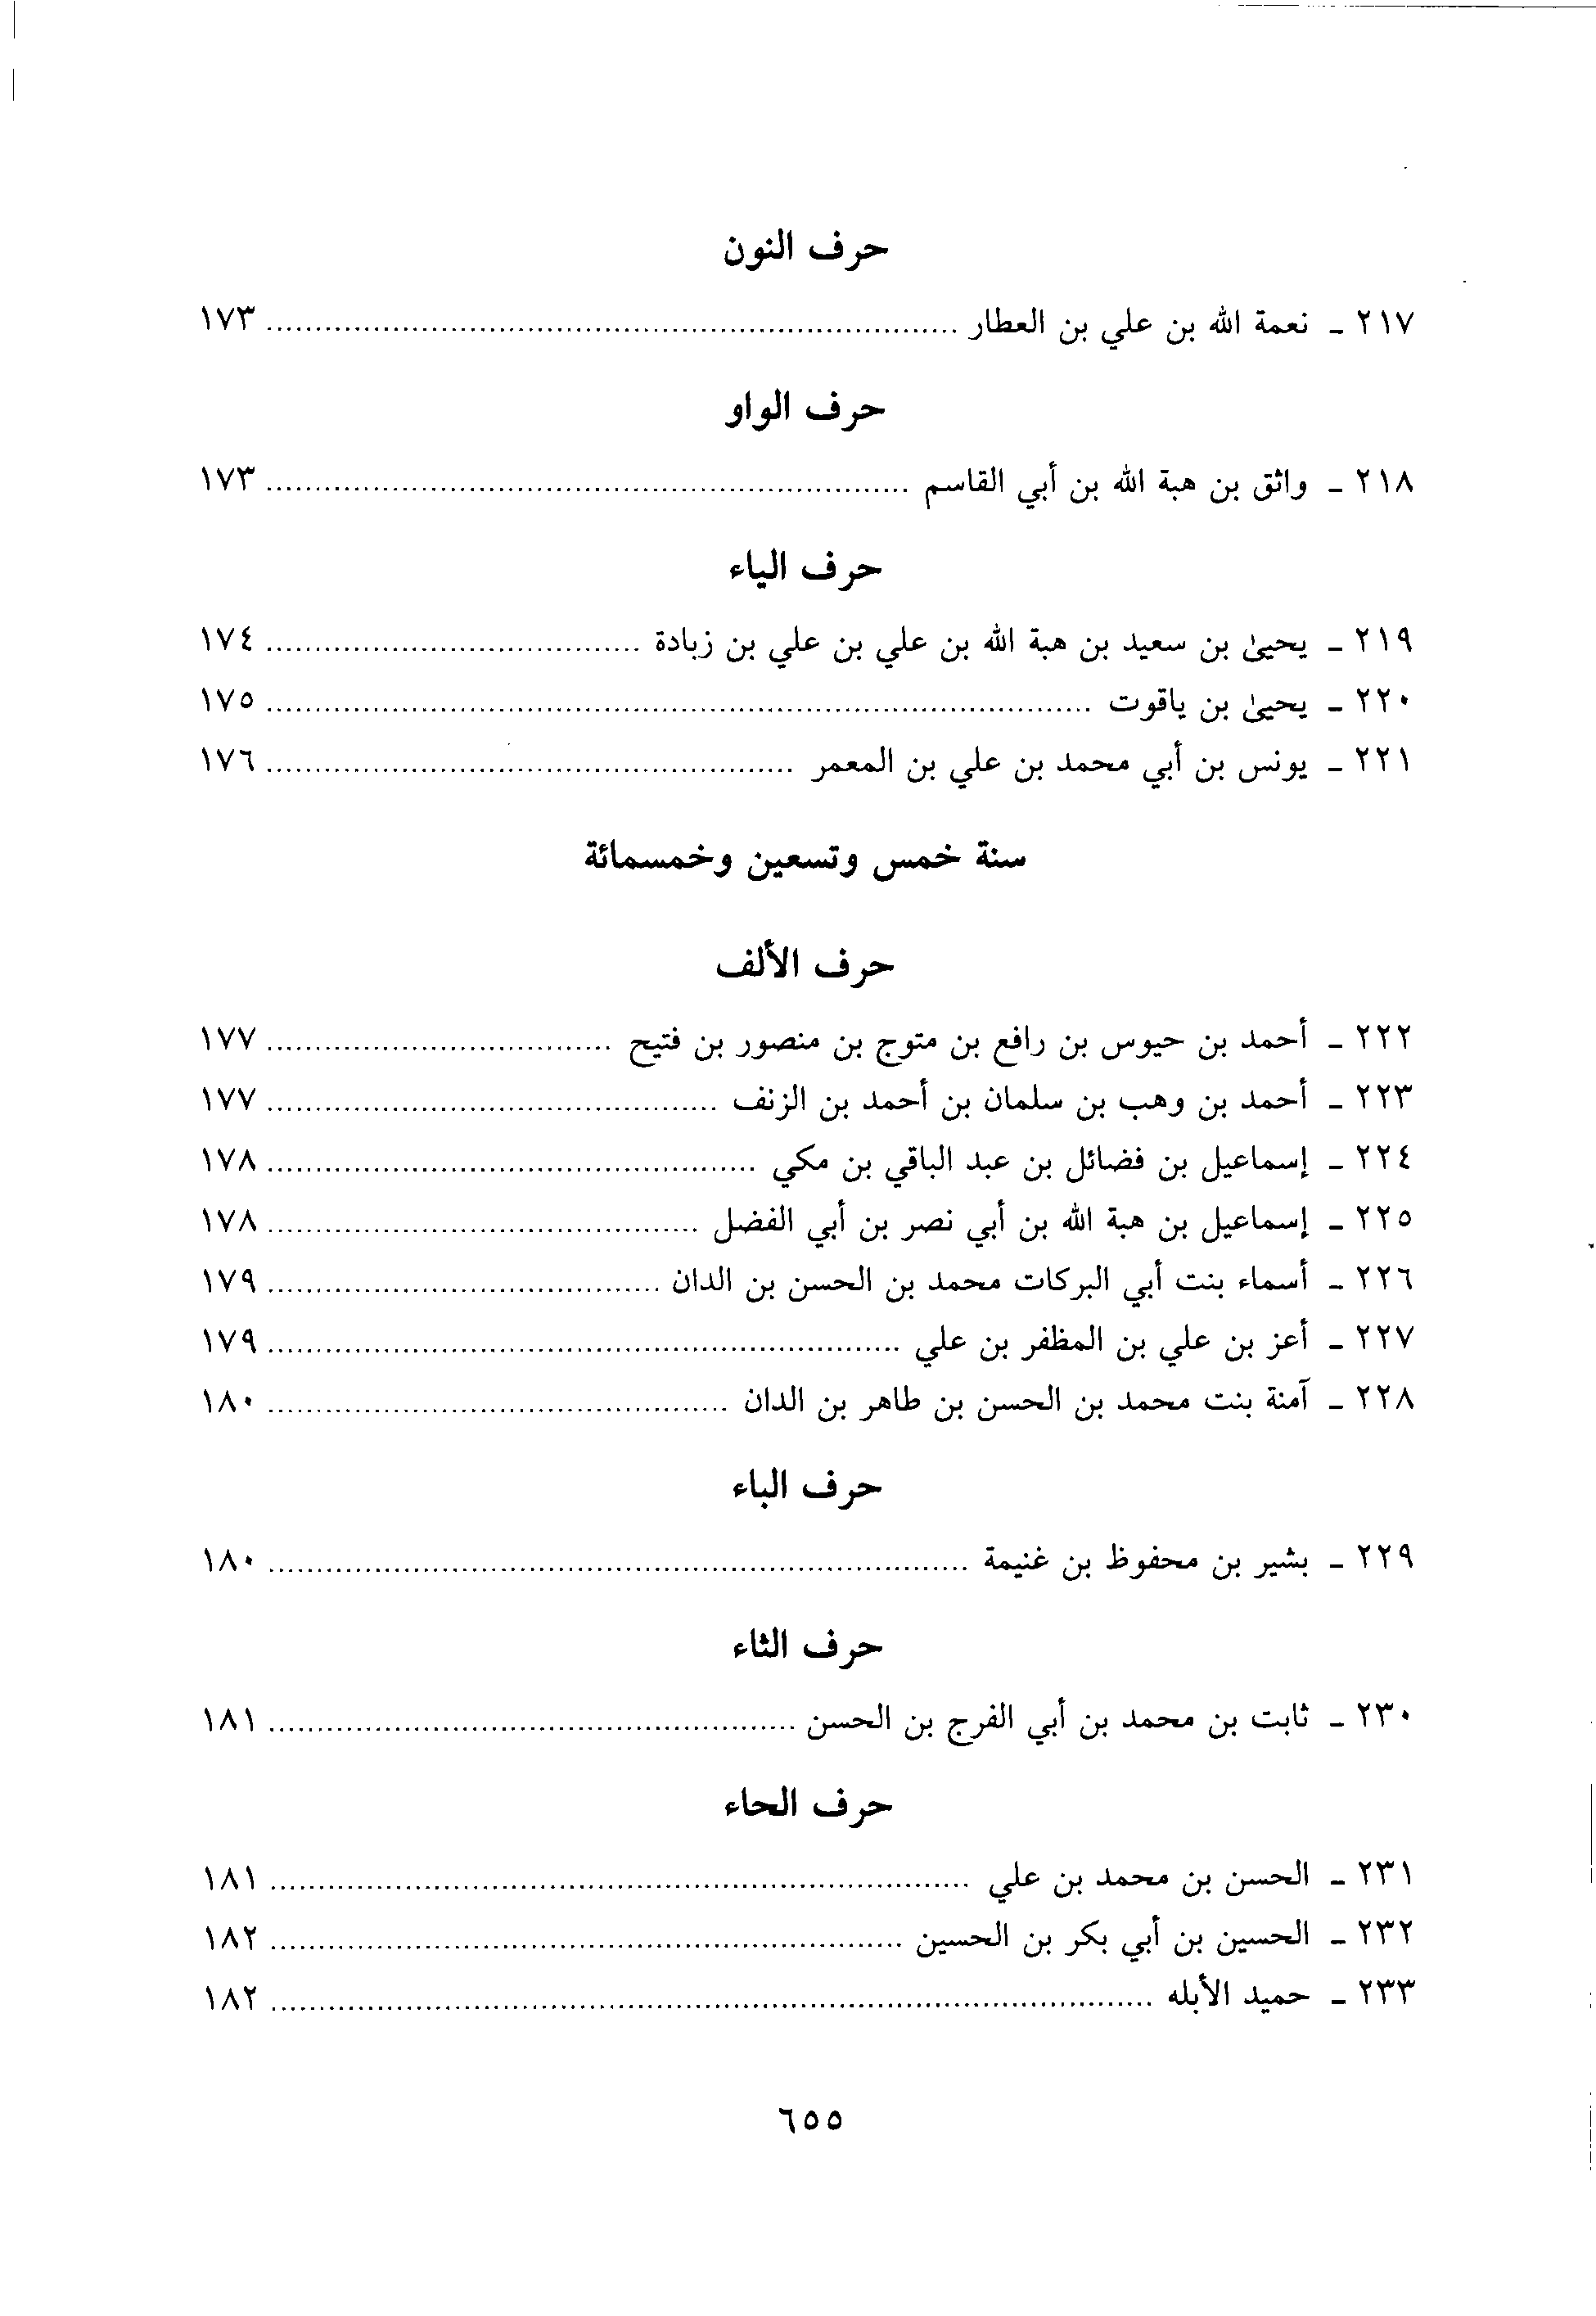 حرف النون
٢١٧ - نعمة الله بن علي بن العطار ........ ١٧٣
حرف الواو
٢١٨ - واثق بن هبة الله بن أبي القاسم ........ ١٧٣
حرف الياء
٢١٩ - يحيىٰ بن سعيد بن هبة الله بن علي بن علي بن زبادة ........ ١٧٤
٢٢٠ - يحيىٰ بن ياقوت ........ ١٧٥
٢٢١ - يونس بن أبي محمد بن علي بن المعمر ........ ١٧٦
سنة خمس وتسعين وخمسمائة
حرف الألف
٢٢٢ - أحمد بن حيوس بن رافع بن متوج بن منصور بن فتيح ........ ١٧٧
٢٢٣ - أحمد بن وهب بن سلمان بن أحمد بن الزنف ........ ١٧٧
٢٢٤ - إسماعيل بن فضائل بن عبد الباقي بن مكي ........ ١٧٨
٢٢٥ - إسماعيل بن هبة الله بن أبي نصر بن أبي الفضل ........ ١٧٨
٢٢٦ - أسماء بنت أبي البركات محمد بن الحسن بن الدان ........ ١٧٩
٢٢٧ - أعز بن علي بن المظفر بن علي ........ ١٧٩
٢٢٨ - آمنة بنت محمد بن الحسن بن طاهر بن الدان ........ ١٨٠
حرف الباء
٢٢٩ - بشير بن محفوظ بن غنيمة ........ ١٨٠
حرف الثاء
٢٣٠ - ثابت بن محمد بن أبي الفرج بن الحسن ........ ١٨١
حرف الحاء
٢٣١ - الحسن بن محمد بن علي ........ ١٨١
٢٣٢ - الحسين بن أبي بكر بن الحسين ........ ١٨٢
٢٣٣ - حميد الأبله ........ ١٨٢
٦٥٥